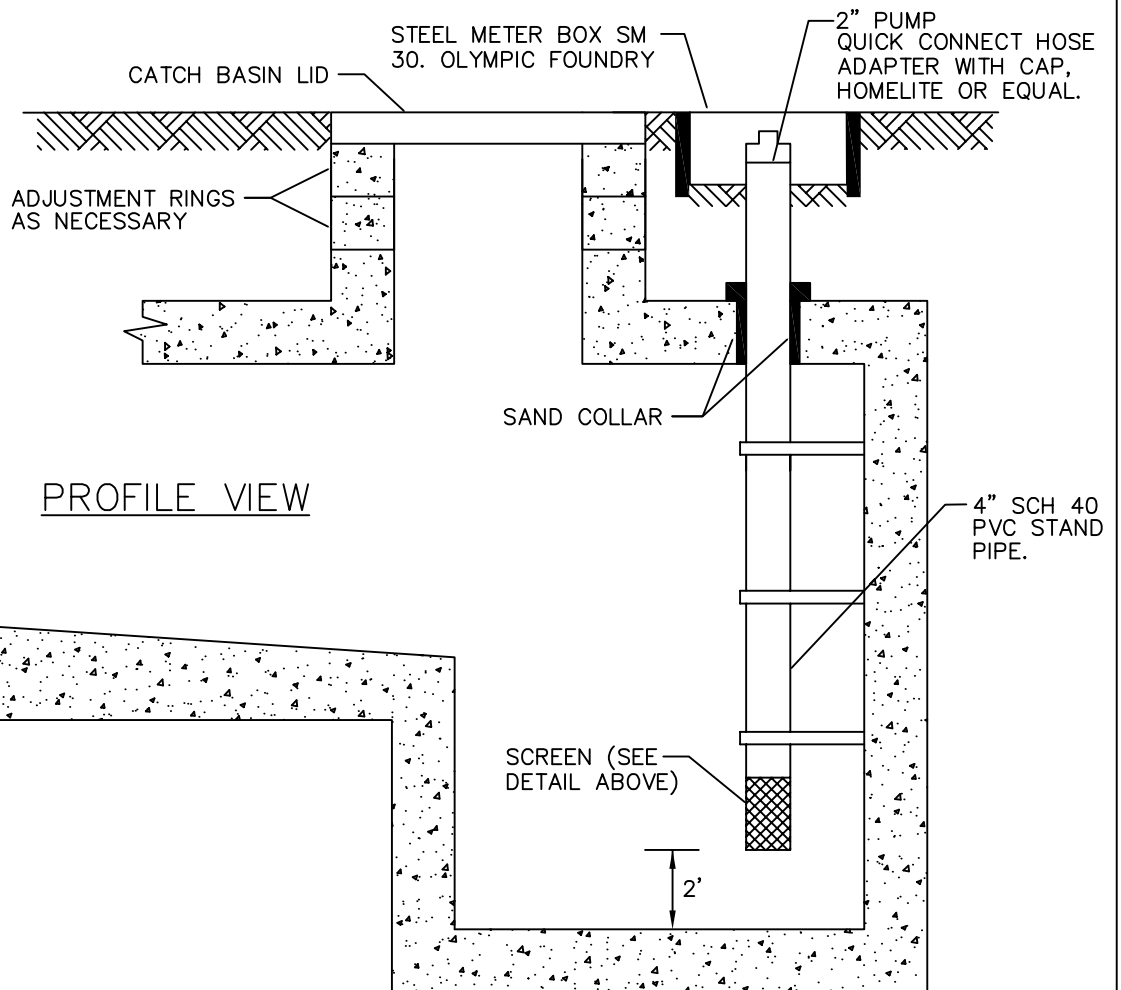 2” PUMP
QUICK CONNECT HOSE
ADAPTER WITH CAP,
HOMELITE OR EQUAL.
STEEL METER BOX SM
30. OLYMPIC FOUNDRY
CATCH BASIN LID
ADJUSTMENT RINGS
AS NECESSARY
SAND COLLAR
PROFILE VIEW
4” SCH 40
PVC STAND
PIPE.
SCREEN (SEE
DETAIL ABOVE)
2’